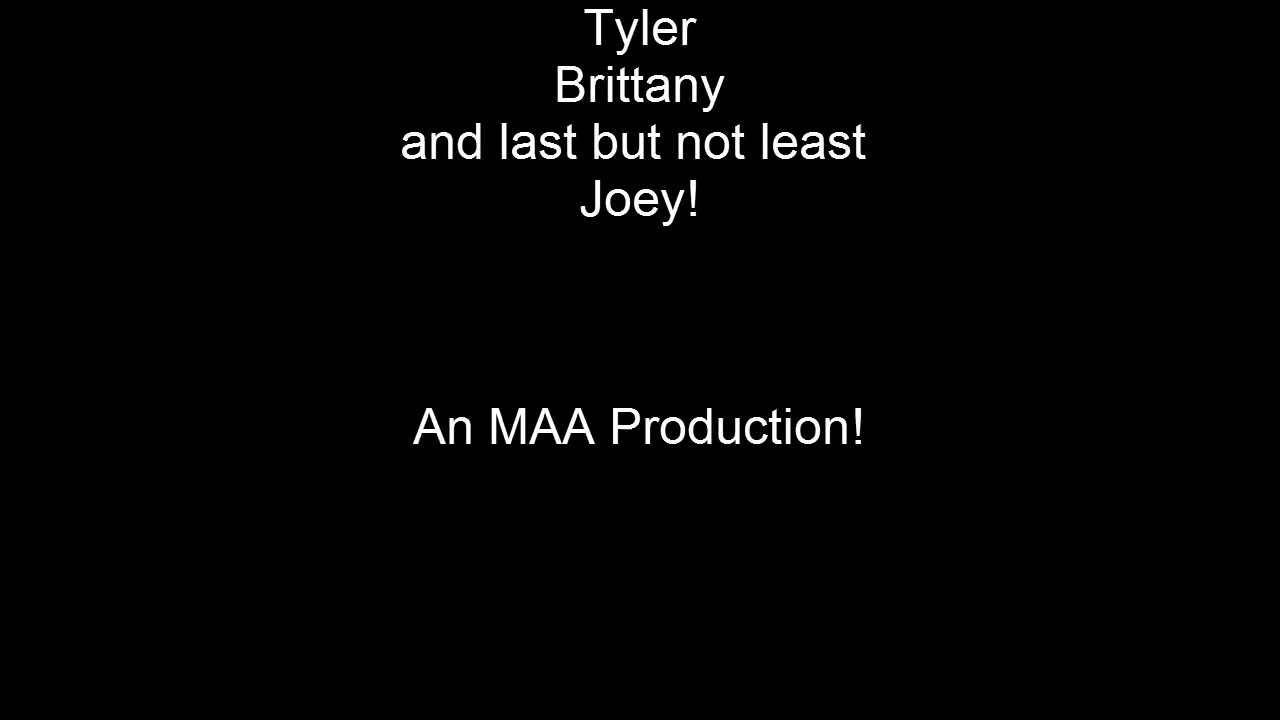 Tyler
Brittany
and last but not least
Joey!
An MAA Production!